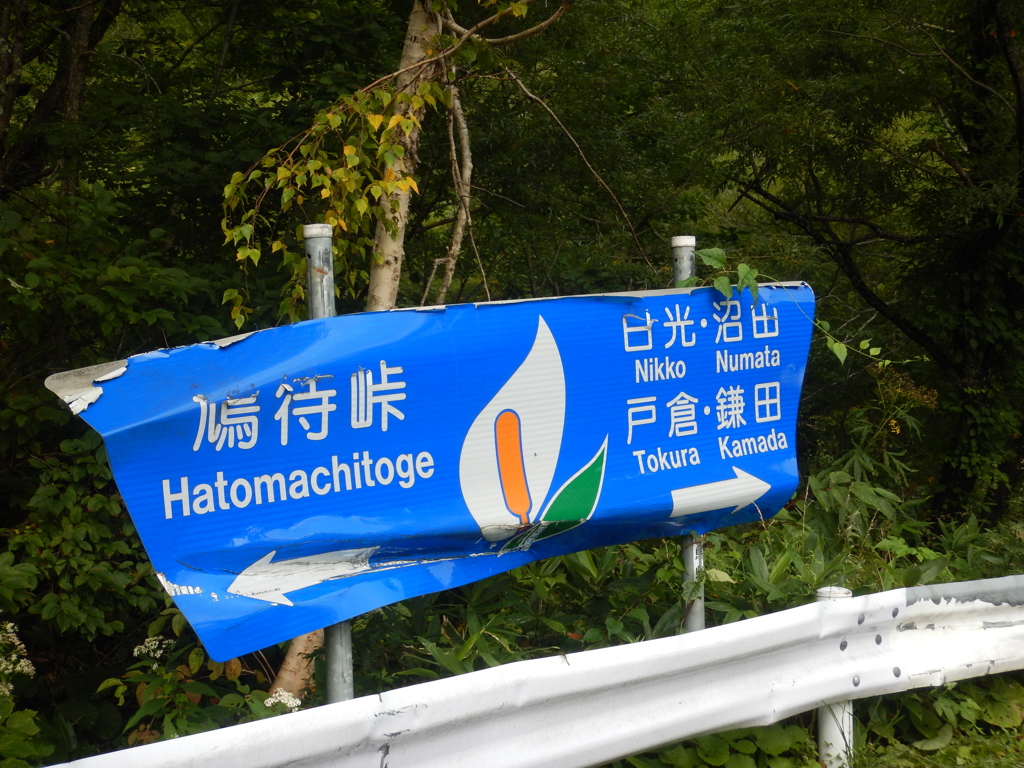 鳩待峠
Hatomachitoge
日光・沼田
Nikko Numata
戸倉・鎌田
Tokura Kamada